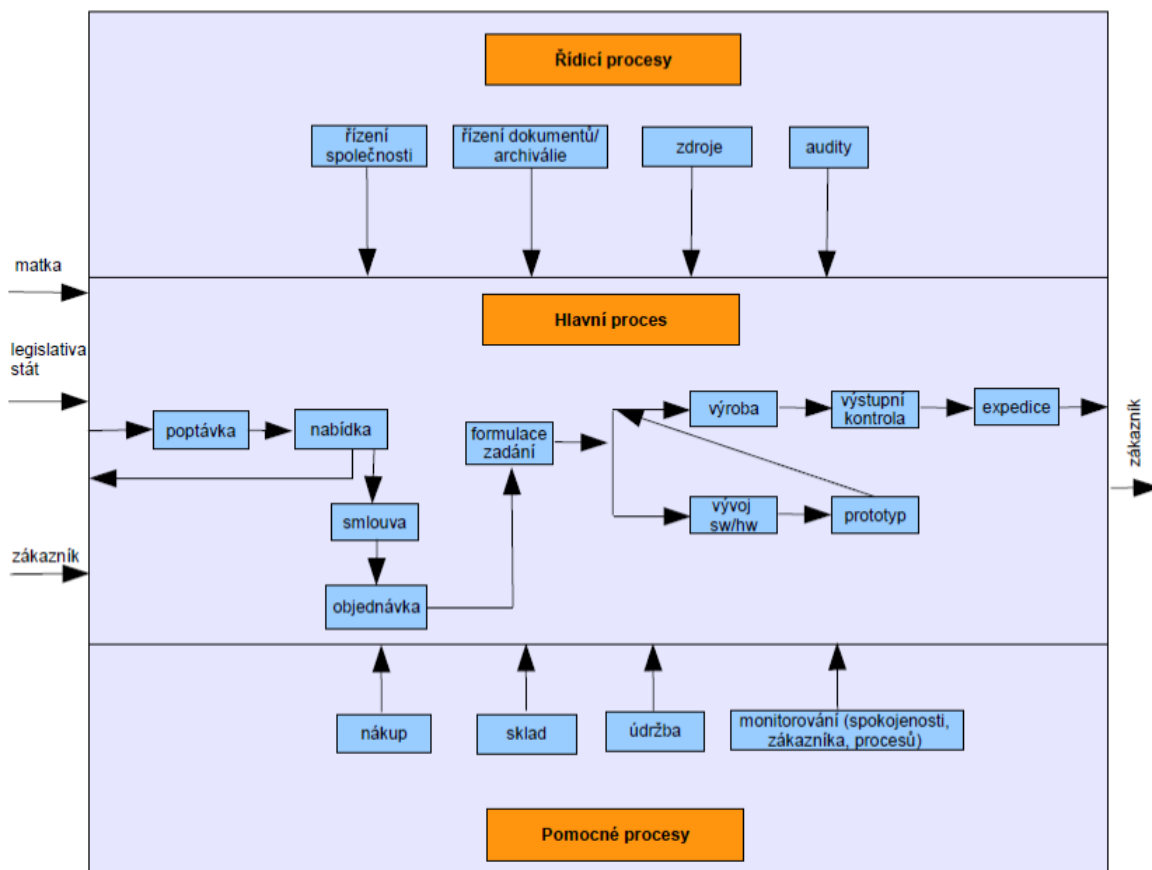 Řídicí procesy
řízení
společnosti
řízení dokumentů/
archiválie
zdroje
audity
matka
legislativa
stát
zákazník
Hlavní proces
poptávka
nabídka
smlouva
objednávka
formulace
zadání
výroba
výstupní
kontrola
expedice
vývoj
sw/hw
prototyp
zákazník
nákup
sklad
údržba
monitorování (spokojenosti,
zákazníka, procesů)
Pomocné procesy